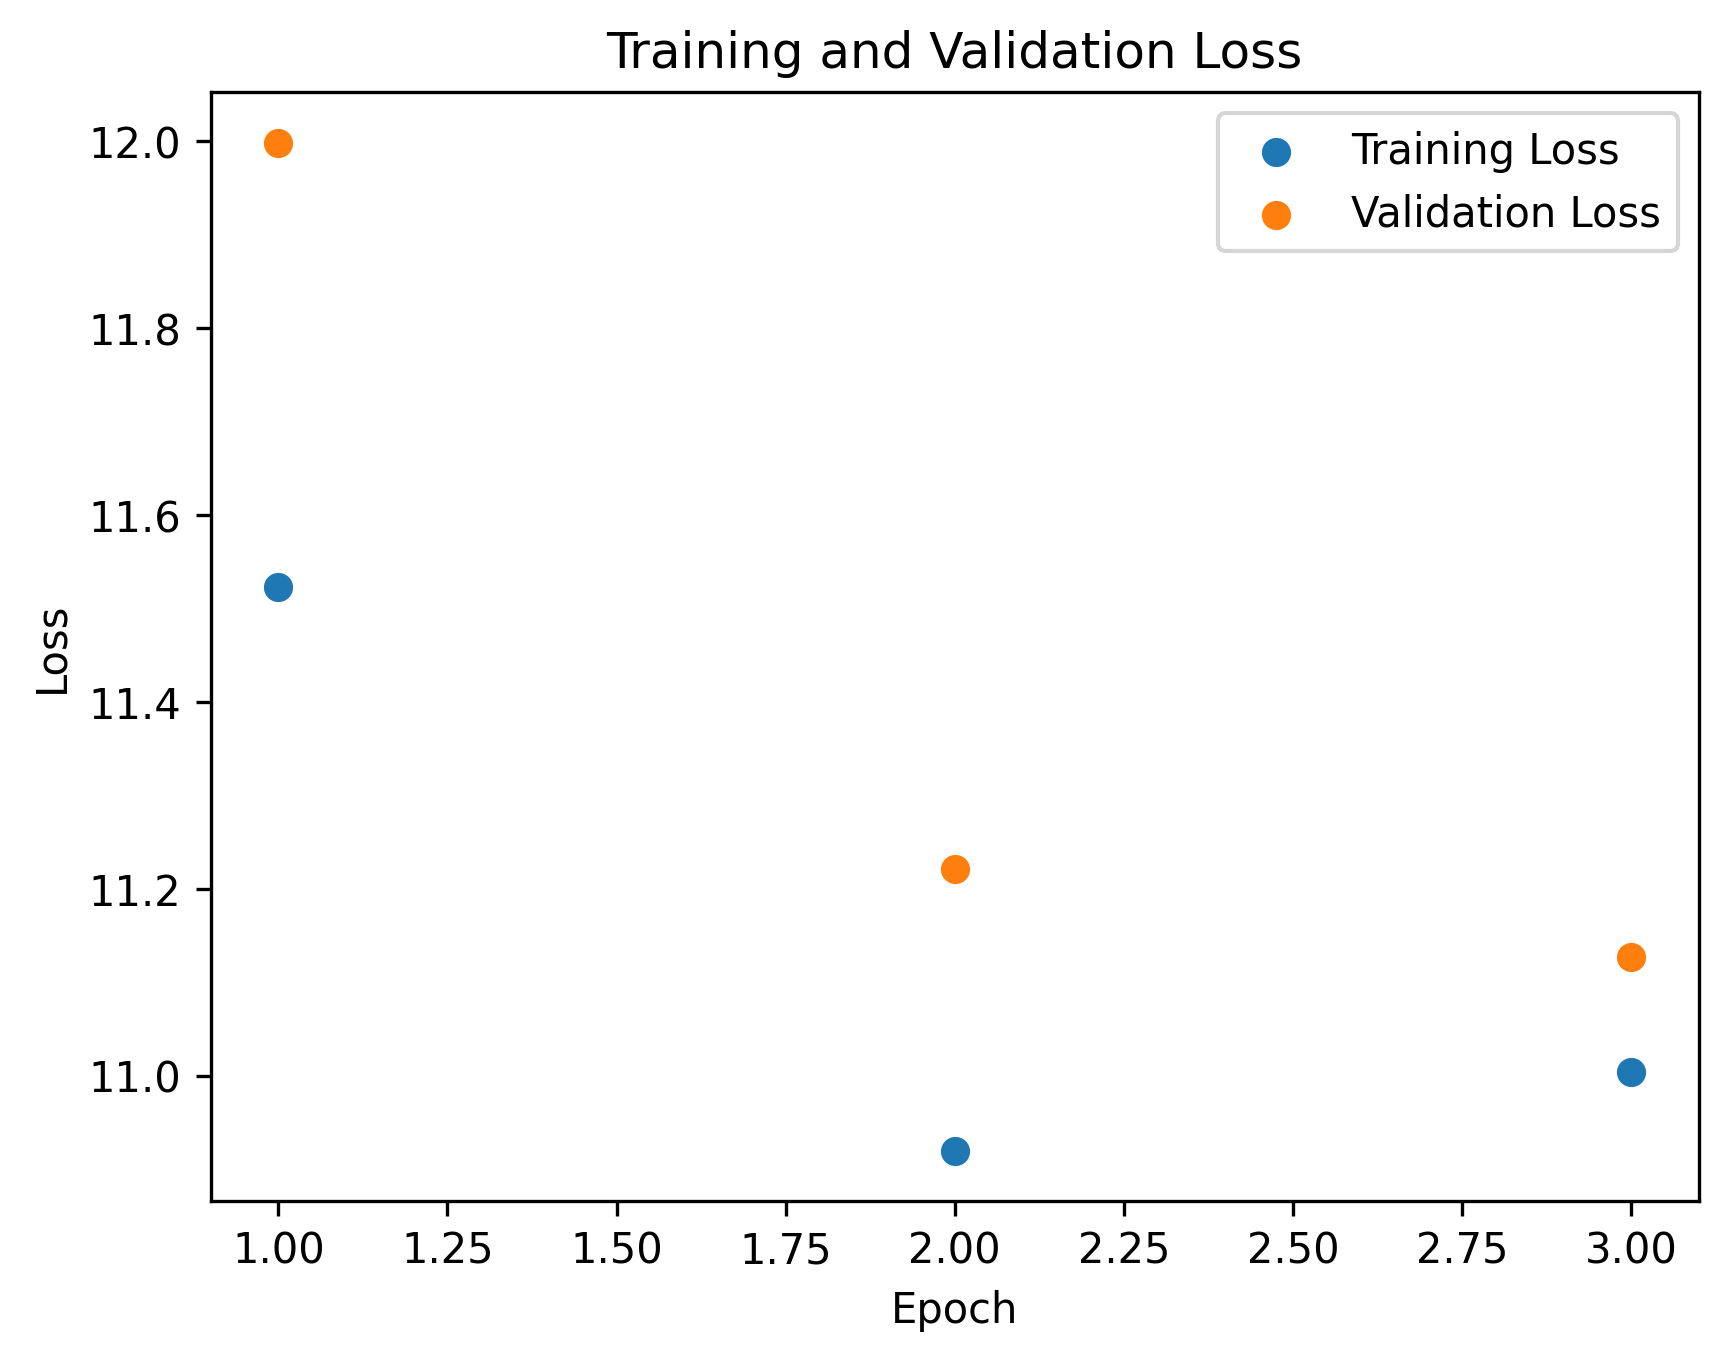 Training and Validation Loss
Training Loss
Validation Loss
12.0
11.8
11.6
11.4
11.2
11.0
Loss
1.00 1.25 1.50 1.75 2.00 2.25 2.50 2.75 3.00
Epoch